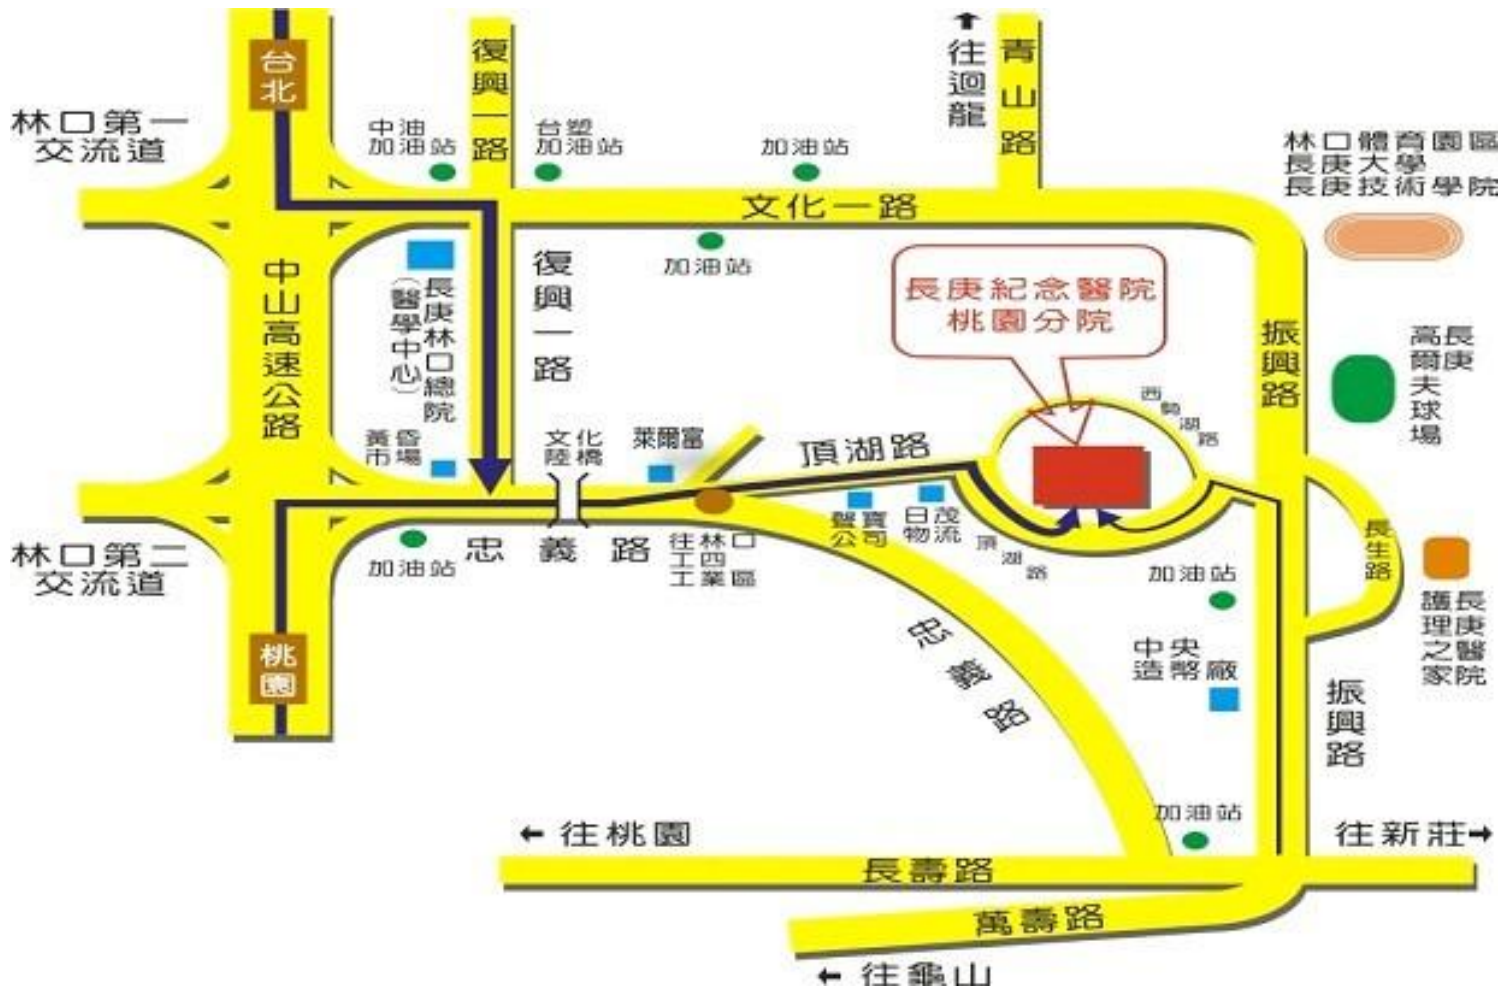 台北
復興一路
往迴龍
青山路
林口第一
交流道
中油
加油站
台塑
加油站
加油站
林口體育園區
長庚大學
長庚技術學院
文化一路
加油站
中山高速公路
長庚林口總院
（醫學中心）
復興一路
長庚紀念醫院
桃園分院
振興路
長庚
高爾夫球場
西勢湖路
黃昏
市場
文化
陸橋
萊爾富
頂湖路
聲寶
公司
日茂
物流
頂湖路
長生路
林口第二
交流道
加油站
忠義路
往林口
工四
工業區
加油站
長庚醫院
護理之家
桃園
忠義路
中央
造幣廠
振興路
加油站
往桃園
往新莊
長壽路
萬壽路
往龜山